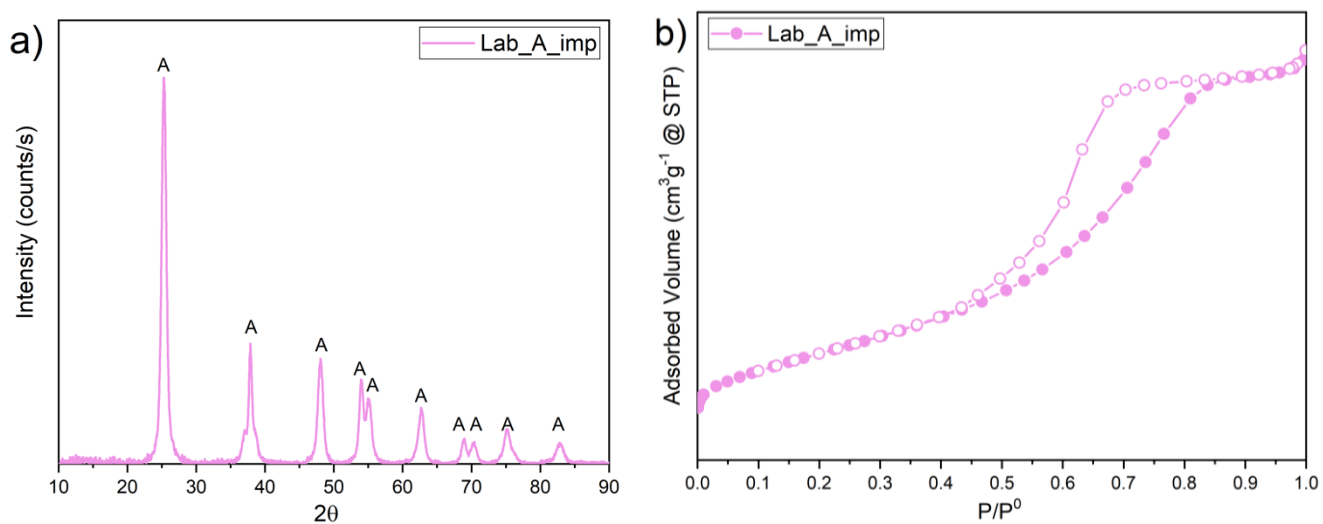 a)
Lab_A_imp
A
A
A
A
A
A
A
A
A
A
Intensity (counts/s)
10 20 30 40 50 60 70 80 90
2θ
b)
Lab_A_imp
Adsorbed Volume (cm³g⁻¹ @ STP)
0.0 0.1 0.2 0.3 0.4 0.5 0.6 0.7 0.8 0.9 1.0
P/P⁰